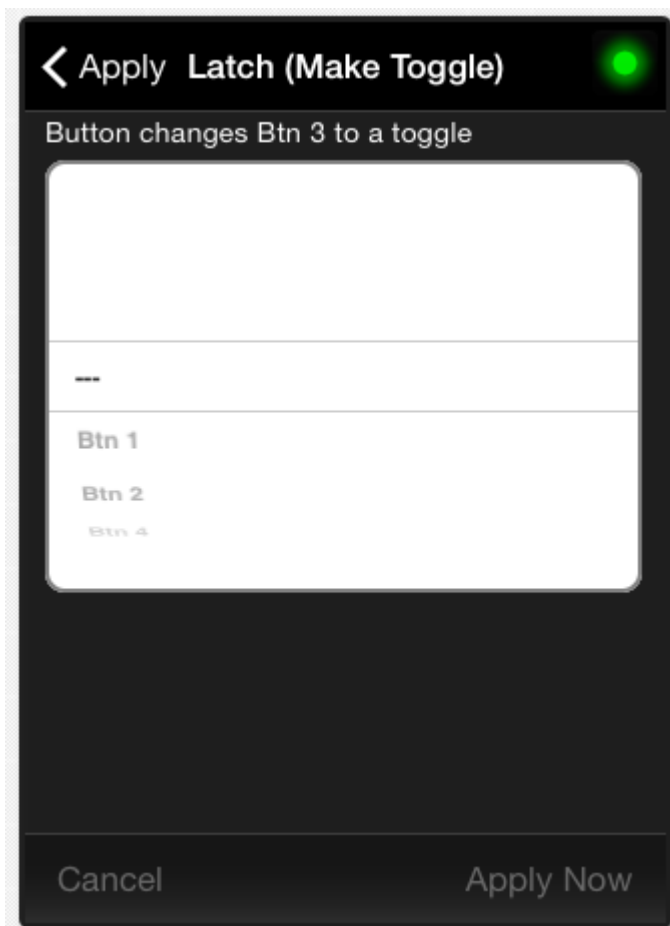 Apply Latch (Make Toggle)
Button changes Btn 3 to a toggle
---
Btn 1
Btn 2
Btn 4
Cancel Apply Now